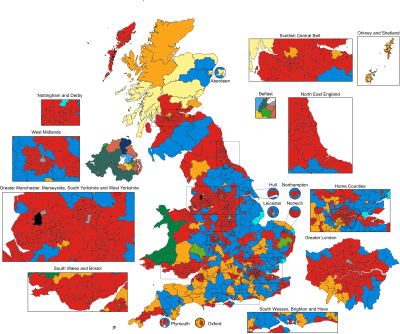 Scottish Central Belt
Orkney and Shetland
Aberdeen
Nottingham and Derby
Belfast
North East England
West Midlands
Greater Manchester, Merseyside, South Yorkshire and West Yorkshire
Hull
Northampton
Home Counties
Leicester
Norwich
Greater London
South Wales and Bristol
South Wessex, Brighton and Hove
Plymouth
Oxford